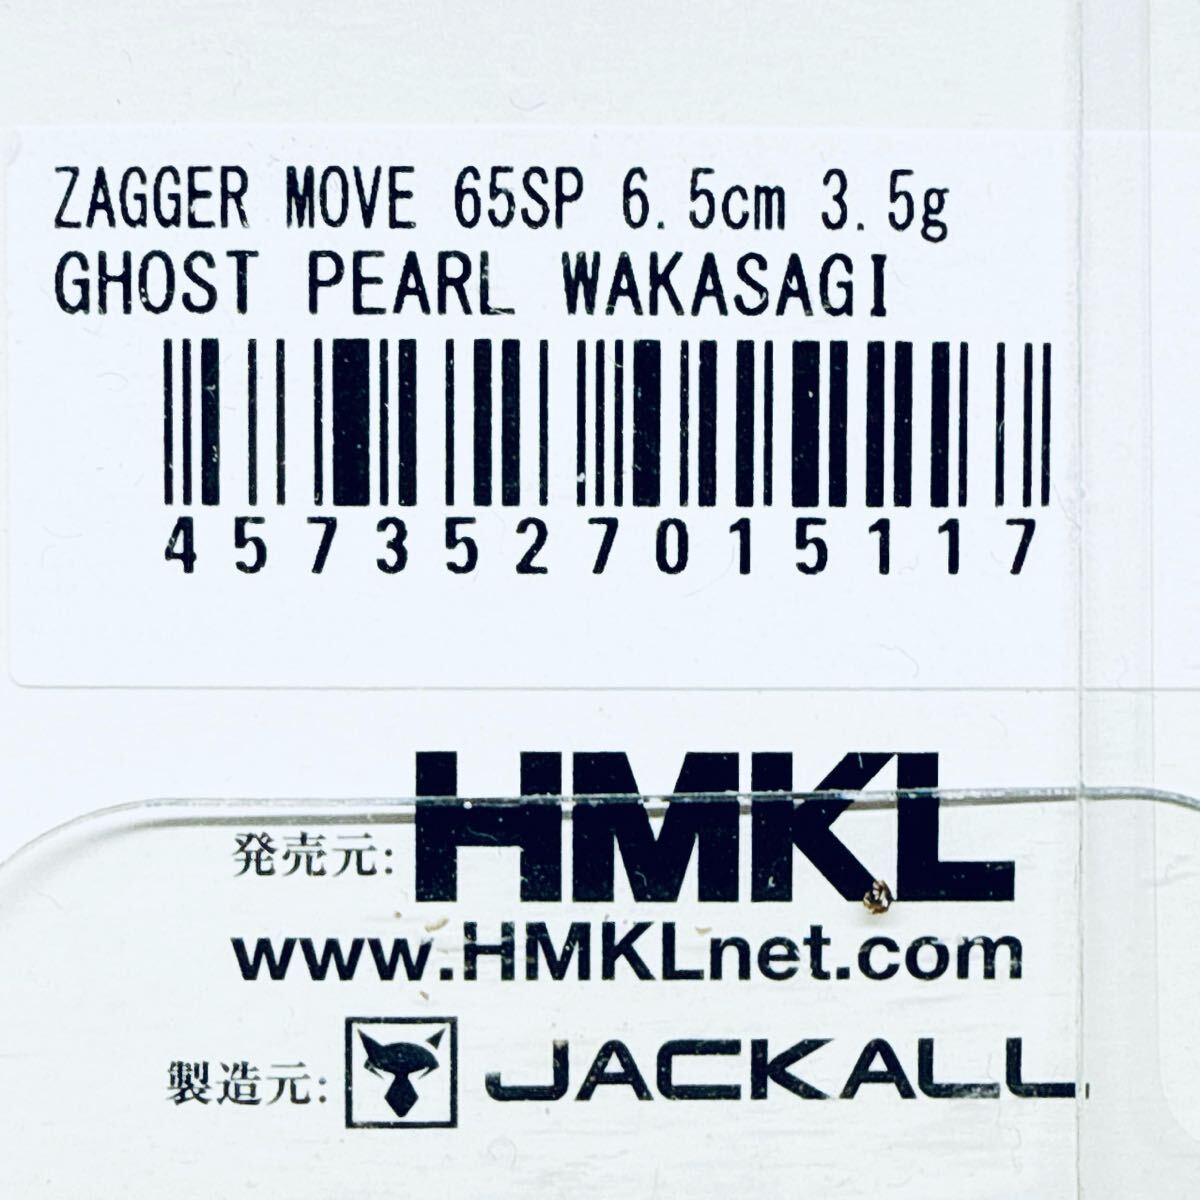 ZAGGER MOVE 65SP 6.5cm 3.5g
GHOST PEARL WAKASAGI
4573527015117
発売元: HMKL
www.HMKLnet.com
製造元: JACKALL